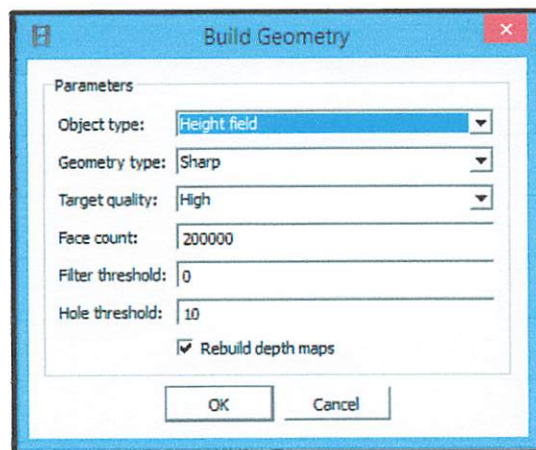 Build Geometry
Parameters
Object type: Height field
Geometry type: Sharp
Target quality: High
Face count: 200000
Filter threshold: 0
Hole threshold: 10
Rebuild depth maps
OK Cancel